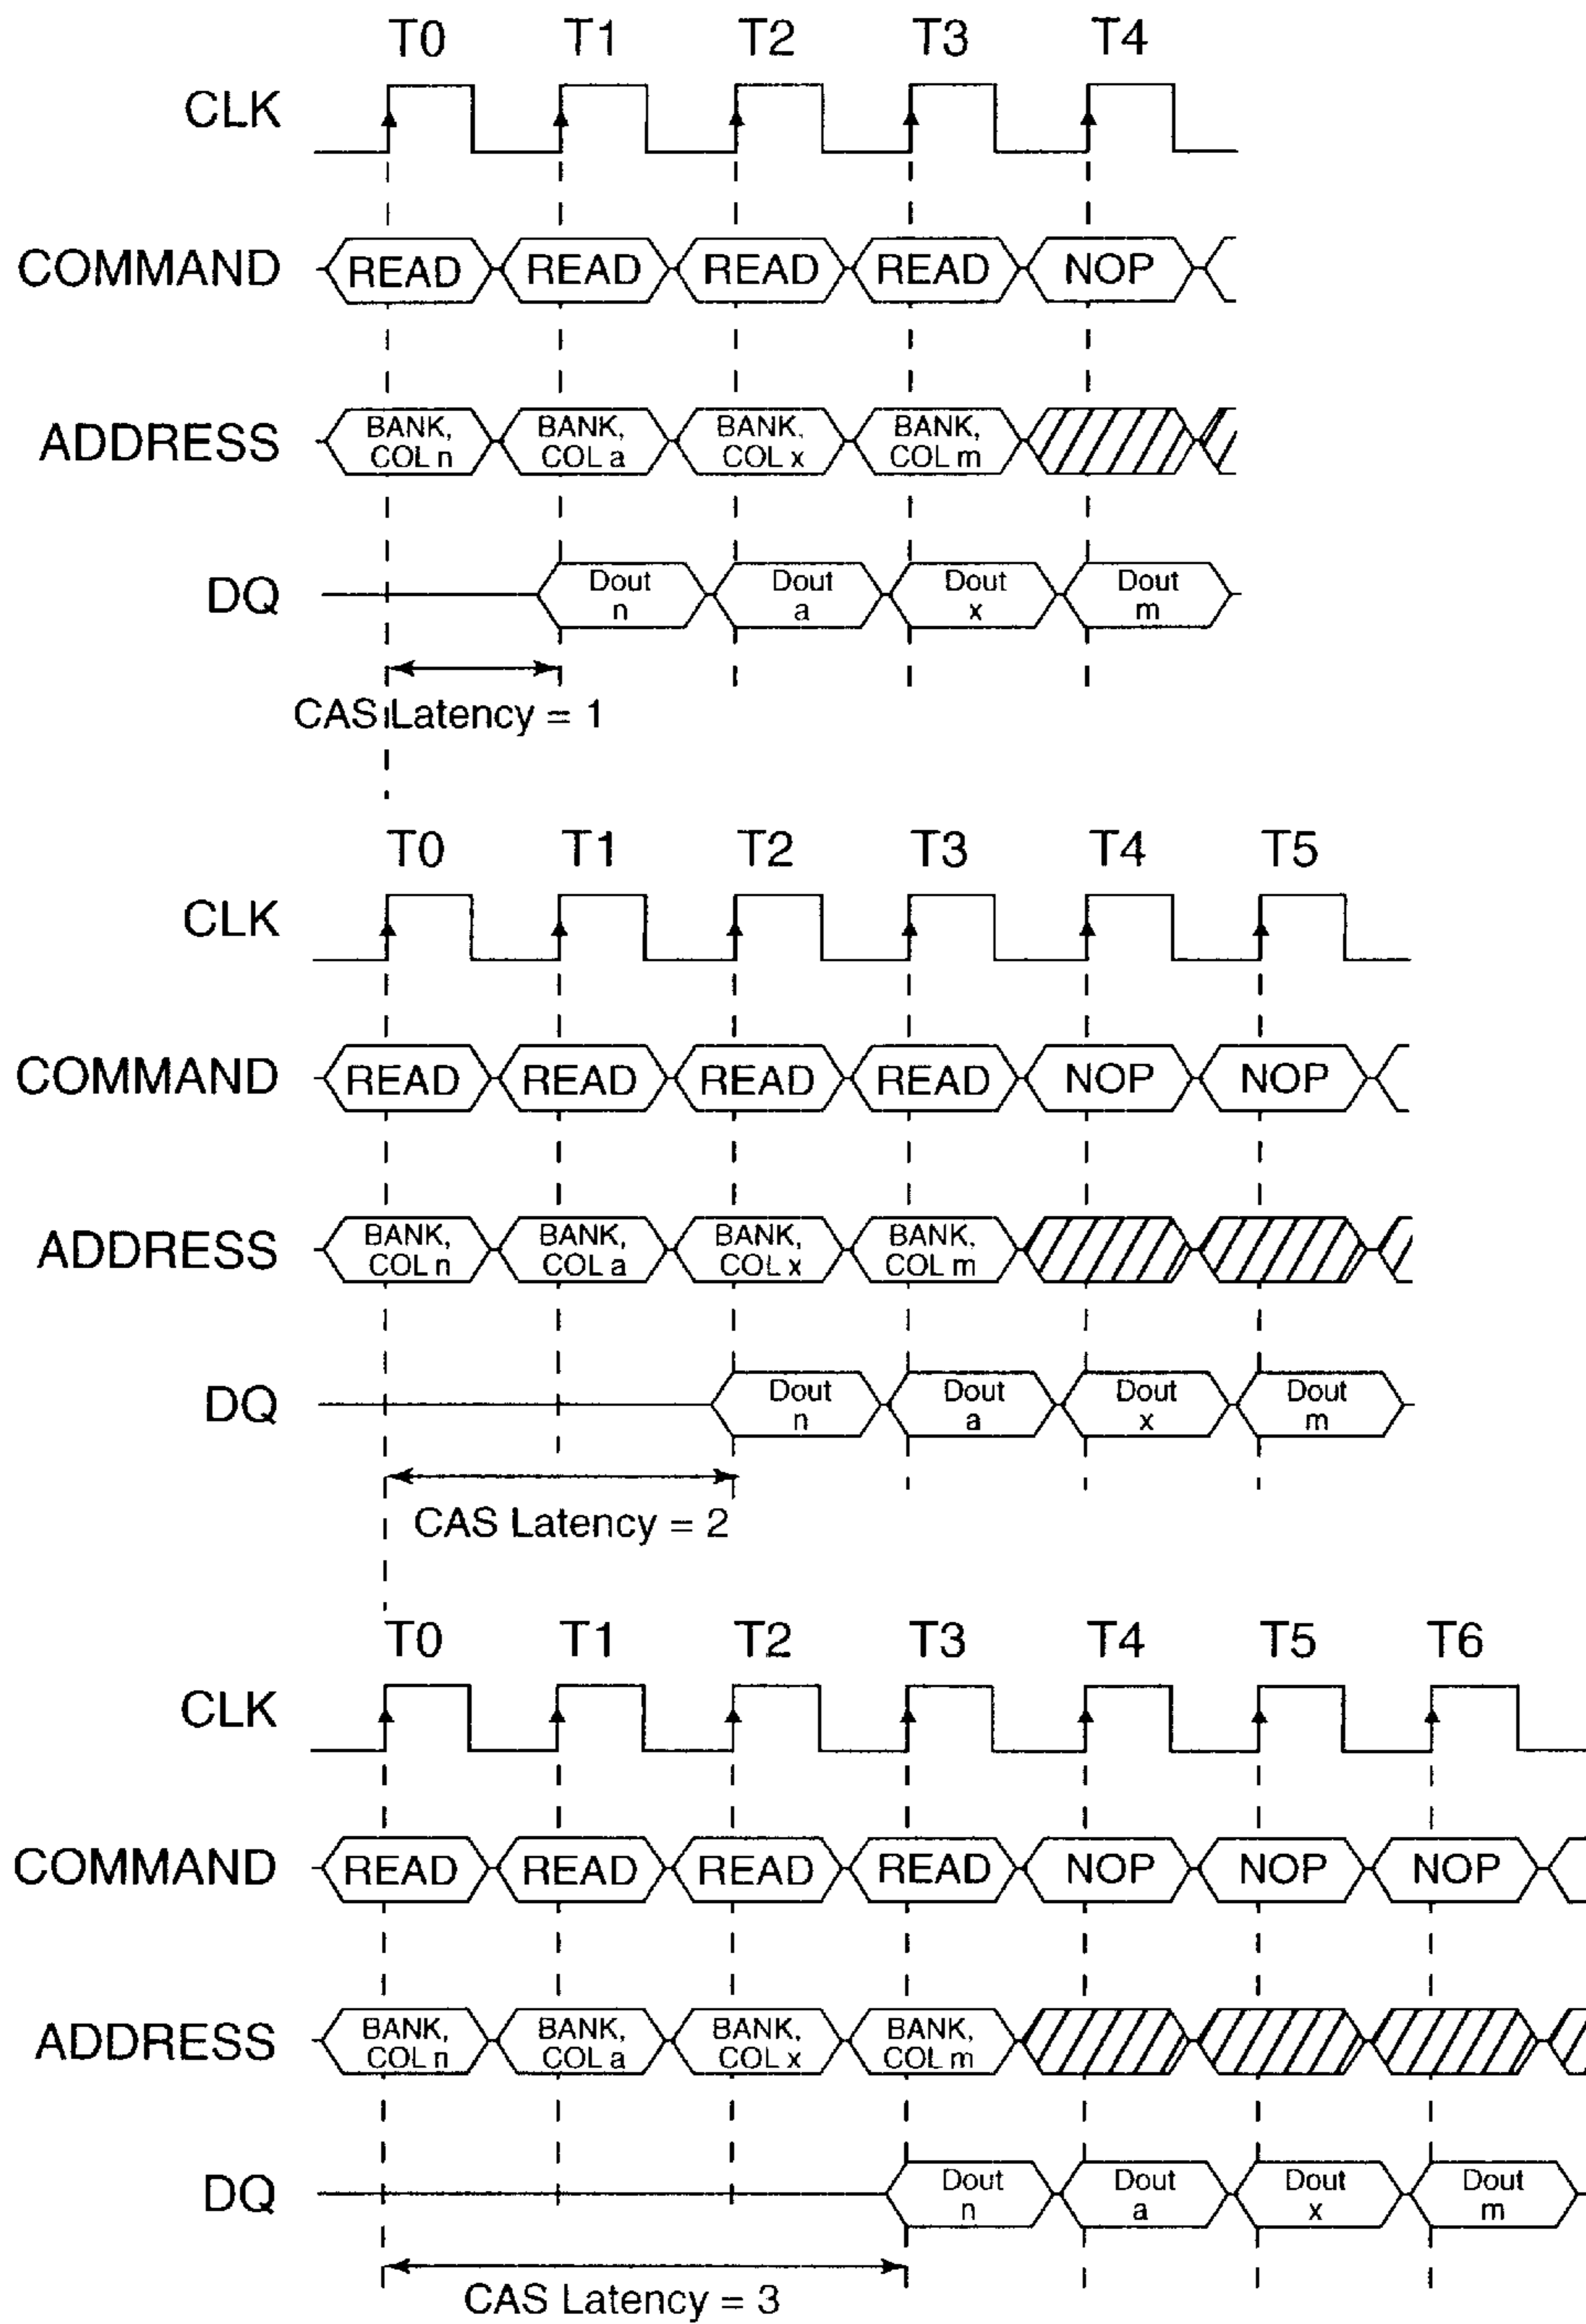 T0 T1 T2 T3 T4
CLK
COMMAND READ READ READ READ NOP
ADDRESS BANK, COL n BANK, COL a BANK, COL x BANK, COL m
DQ Dout n Dout a Dout x Dout m
CAS Latency = 1
T0 T1 T2 T3 T4 T5
CLK
COMMAND READ READ READ READ NOP NOP
ADDRESS BANK, COL n BANK, COL a BANK, COL x BANK, COL m
DQ Dout n Dout a Dout x Dout m
CAS Latency = 2
T0 T1 T2 T3 T4 T5 T6
CLK
COMMAND READ READ READ READ NOP NOP NOP
ADDRESS BANK, COL n BANK, COL a BANK, COL x BANK, COL m
DQ Dout n Dout a Dout x Dout m
CAS Latency = 3